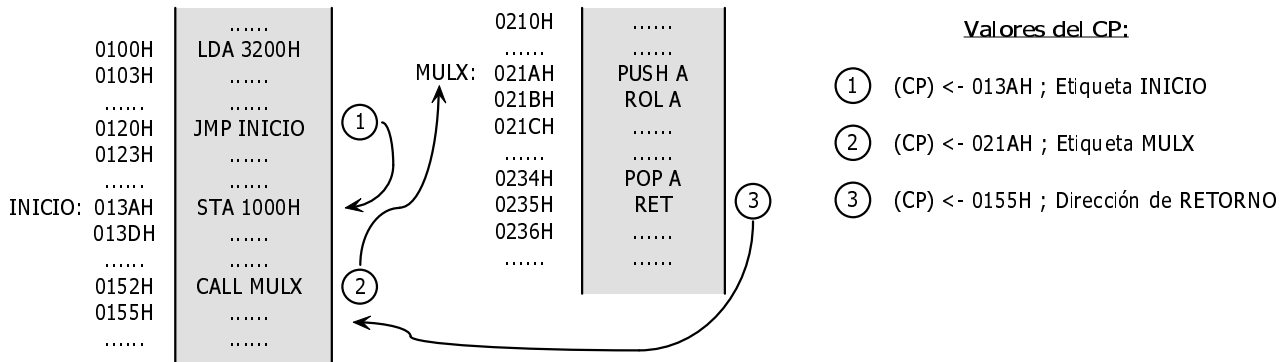 ......
0100H LDA 3200H
0103H ......
...... ......
0120H JMP INICIO 1
0123H ......
...... ......
INICIO: 013AH STA 1000H
013DH ......
...... ......
0152H CALL MULX 2
0155H ......
...... ......
0210H ......
...... ......
MULX: 021AH PUSH A
021BH ROL A
021CH ......
...... ......
0234H POP A
0235H RET 3
0236H ......
...... ......
Valores del CP:
1 (CP) <- 013AH ; Etiqueta INICIO
2 (CP) <- 021AH ; Etiqueta MULX
3 (CP) <- 0155H ; Dirección de RETORNO